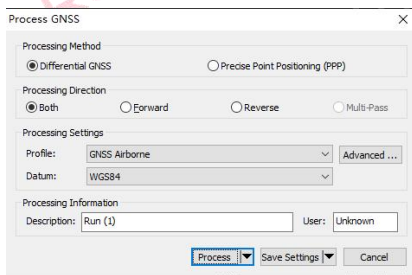 Process GNSS
Processing Method
Differential GNSS Precise Point Positioning (PPP)
Processing Direction
Both Forward Reverse Multi-Pass
Processing Settings
Profile: GNSS Airborne Advanced ...
Datum: WGS84
Processing Information
Description: Run (1) User: Unknown
Process Save Settings Cancel